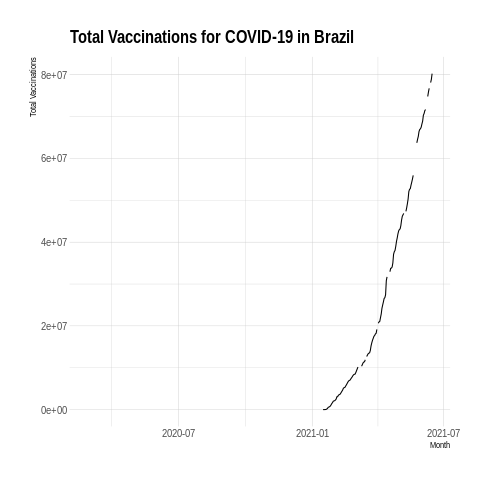 Total Vaccinations for COVID-19 in Brazil
Total Vaccinations
8e+07
6e+07
4e+07
2e+07
0e+00
2020-07
2021-01
2021-07
Month